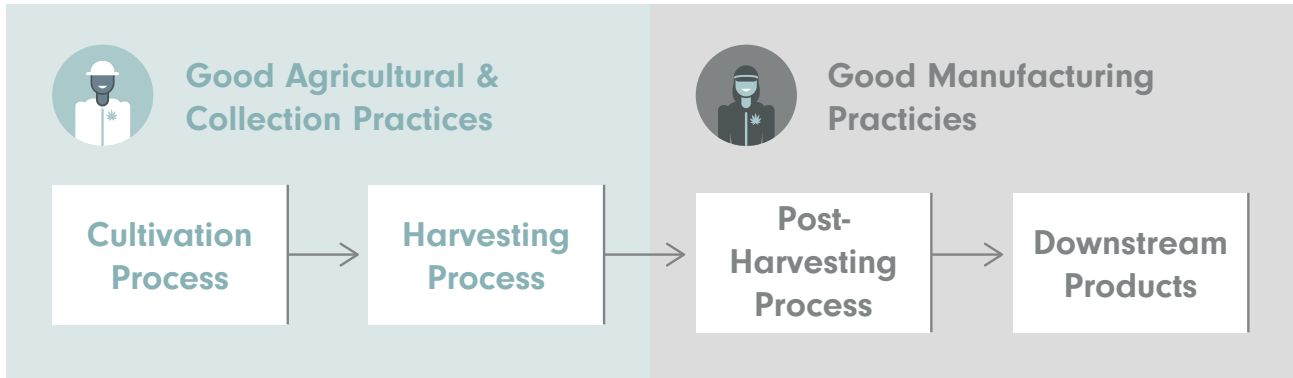 Good Agricultural &
Collection Practices
Good Manufacturing
Practicies
Cultivation
Process
Harvesting
Process
Post-
Harvesting
Process
Downstream
Products